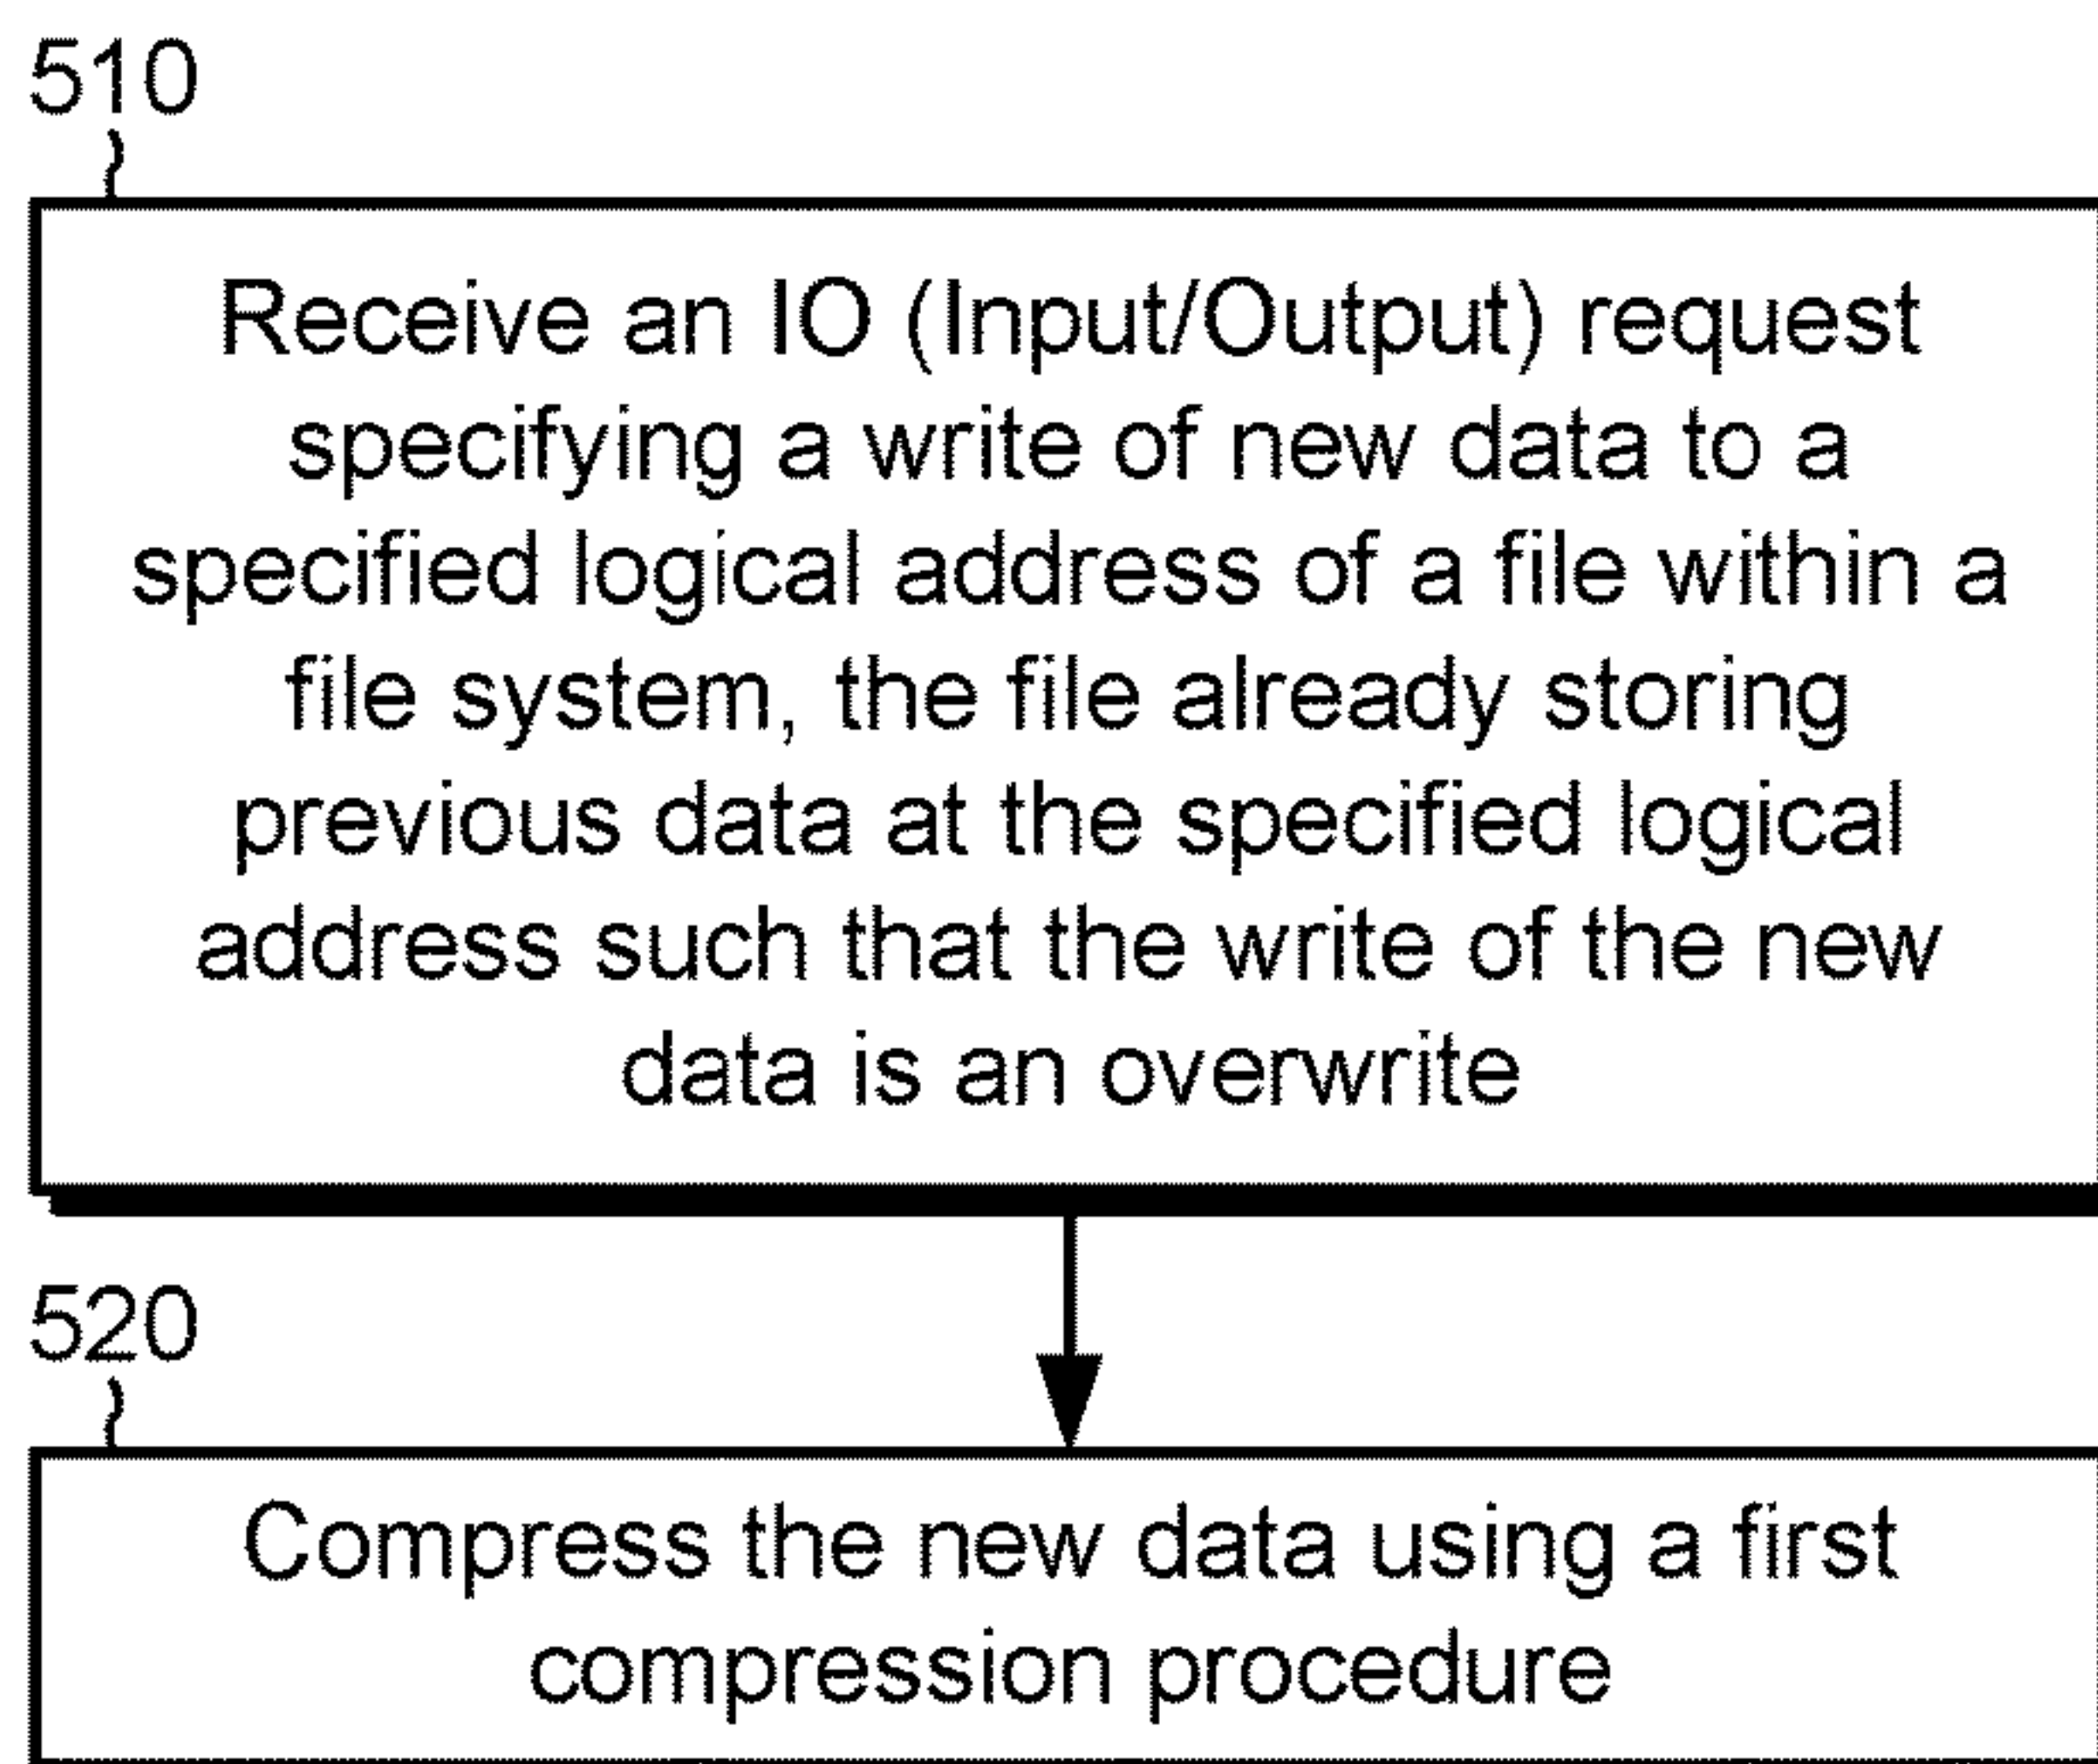 510
Receive an IO (Input/Output) request
specifying a write of new data to a
specified logical address of a file within a
file system, the file already storing
previous data at the specified logical
address such that the write of the new
data is an overwrite
520
Compress the new data using a first
compression procedure